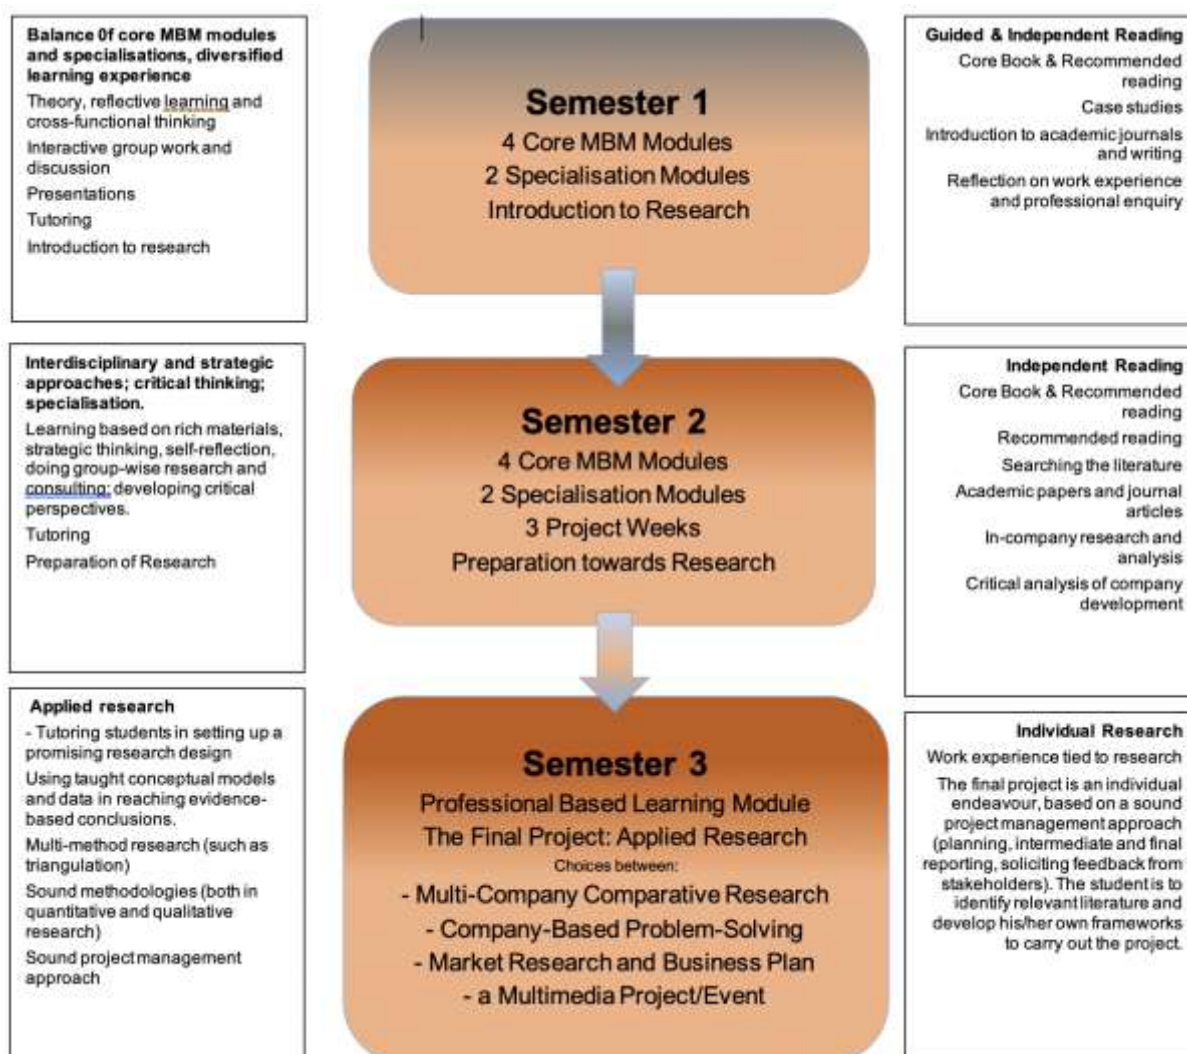 Balance 0f core MBM modules
and specialisations, diversified
learning experience
Theory, reflective learning and
cross-functional thinking
Interactive group work and
discussion
Presentations
Tutoring
Introduction to research
Semester 1
4 Core MBM Modules
2 Specialisation Modules
Introduction to Research
Guided & Independent Reading
Core Book & Recommended
reading
Case studies
Introduction to academic journals
and writing
Reflection on work experience
and professional enquiry
Interdisciplinary and strategic
approaches; critical thinking;
specialisation.
Learning based on rich materials,
strategic thinking, self-reflection,
doing group-wise research and
consulting; developing critical
perspectives.
Tutoring
Preparation of Research
Semester 2
4 Core MBM Modules
2 Specialisation Modules
3 Project Weeks
Preparation towards Research
Independent Reading
Core Book & Recommended
reading
Recommended reading
Searching the literature
Academic papers and journal
articles
In-company research and
analysis
Critical analysis of company
development
Applied research
- Tutoring students in setting up a
promising research design
Using taught conceptual models
and data in reaching evidence-
based conclusions.
Multi-method research (such as
triangulation)
Sound methodologies (both in
quantitative and qualitative
research)
Sound project management
approach
Semester 3
Professional Based Learning Module
The Final Project: Applied Research
Choices between:
- Multi-Company Comparative Research
- Company-Based Problem-Solving
- Market Research and Business Plan
- a Multimedia Project/Event
Individual Research
Work experience tied to research
The final project is an individual
endeavour, based on a sound
project management approach
(planning, intermediate and final
reporting, soliciting feedback from
stakeholders). The student is to
identify relevant literature and
develop his/her own frameworks
to carry out the project.